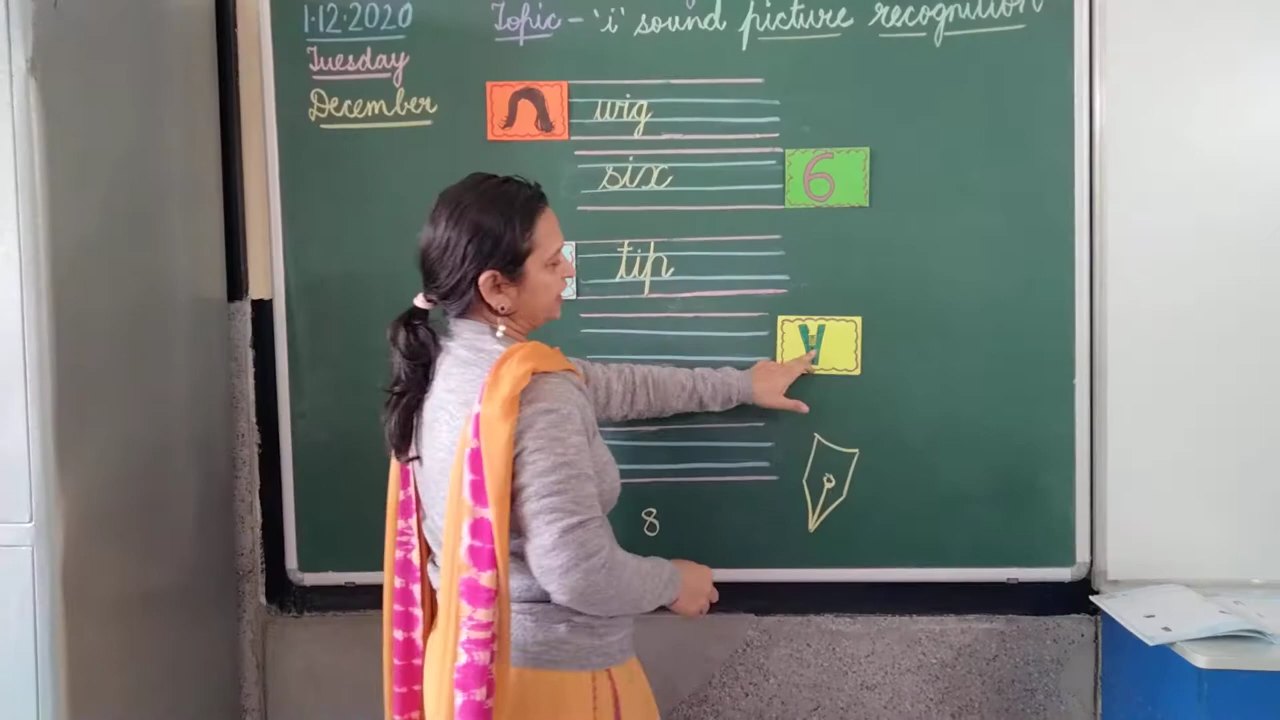 1·12·2020
Topic - 'i' sound picture recognition
Tuesday
December
wig
six
6
tip
8